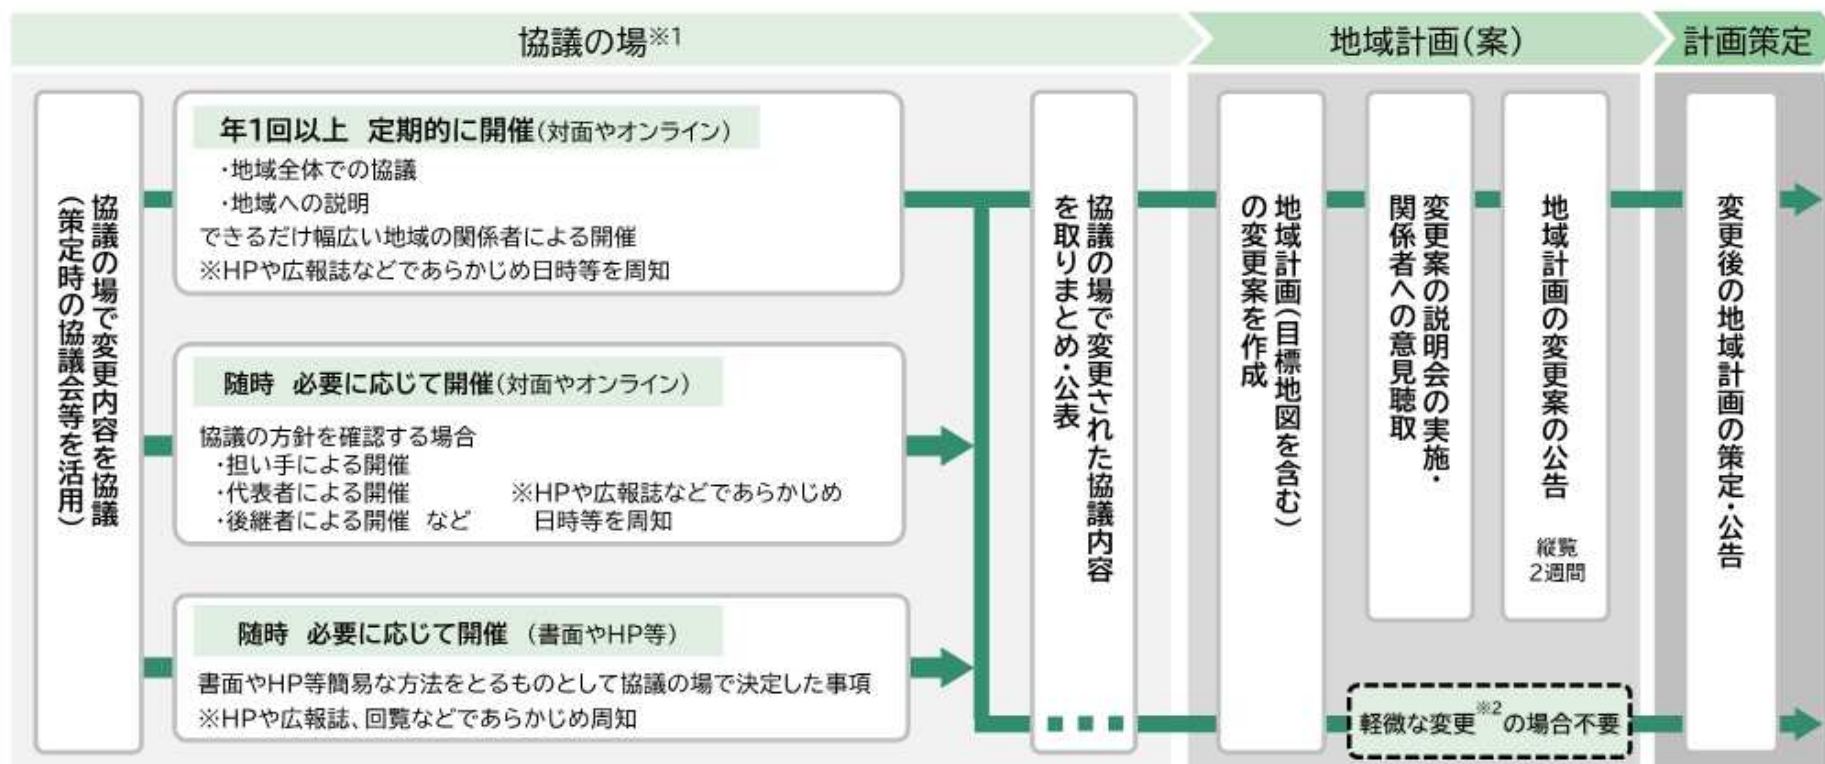 協議の場※1
地域計画(案)
計画策定
協議の場で変更内容を協議
(策定時の協議会等を活用)
年1回以上 定期的に開催(対面やオンライン)
・地域全体での協議
・地域への説明
できるだけ幅広い地域の関係者による開催
※HPや広報誌などであらかじめ日時等を周知
随時 必要に応じて開催(対面やオンライン)
協議の方針を確認する場合
・担い手による開催
・代表者による開催
・後継者による開催 など
※HPや広報誌などであらかじめ
日時等を周知
随時 必要に応じて開催 (書面やHP等)
書面やHP等簡易な方法をとるものとして協議の場で決定した事項
※HPや広報誌、回覧などであらかじめ周知
協議の場で変更された協議内容
を取りまとめ・公表
地域計画(目標地図を含む)
の変更案を作成
変更案の説明会の実施・
関係者への意見聴取
地域計画の変更案の公告
縦覧
2週間
軽微な変更※2の場合不要
変更後の地域計画の策定・公告